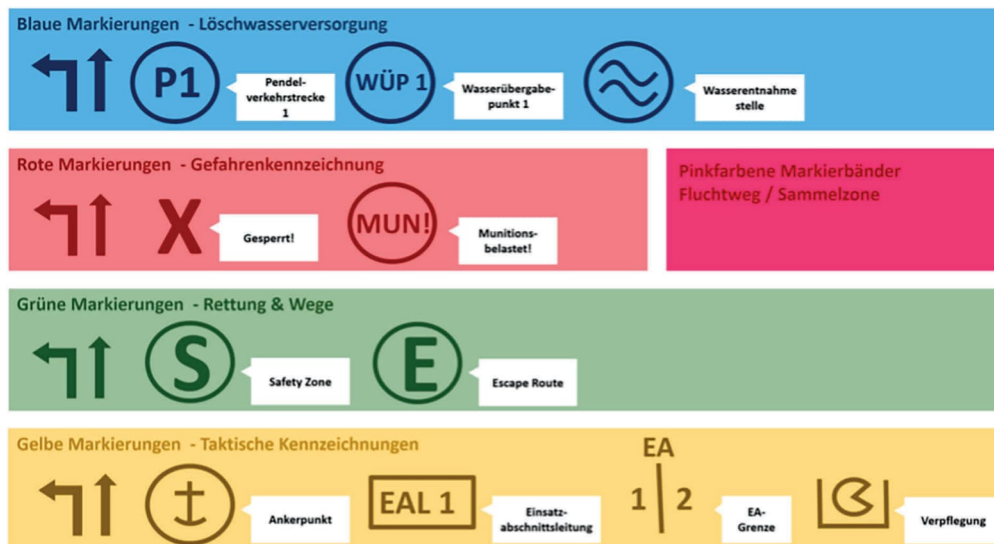 Blaue Markierungen - Löschwasserversorgung
P1
Pendel-
verkehrstrecke
1
WÜP 1
Wasserübergabe-
punkt 1
Wasserentnahme
stelle
Rote Markierungen - Gefahrenkennzeichnung
X
Gesperrt!
MUN!
Munitions-
belastet!
Pinkfarbene Markierbänder
Fluchtweg / Sammelzone
Grüne Markierungen - Rettung & Wege
S
Safety Zone
E
Escape Route
Gelbe Markierungen - Taktische Kennzeichnungen
Ankerpunkt
EAL 1
Einsatz-
abschnittsleitung
EA
1 2
EA-
Grenze
Verpflegung